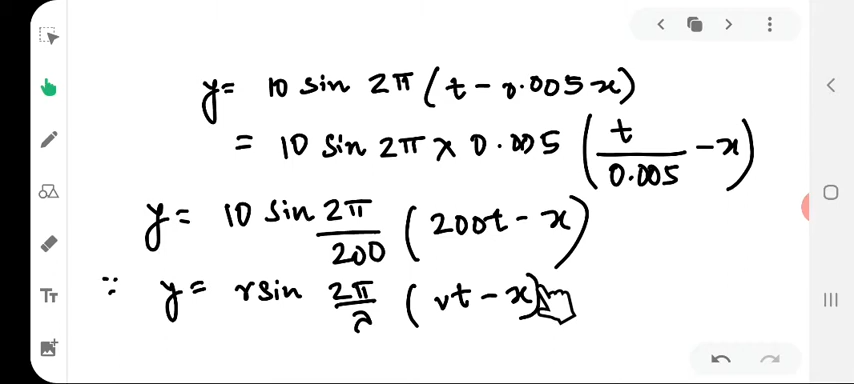 y= 10 sin 2π (t - 0.005x)
= 10 sin 2π × 0.005 (t/0.005 - x)
y= 10 sin 2π/200 (200t - x)
∵ y= r sin 2π/λ (vt - x)
Tт